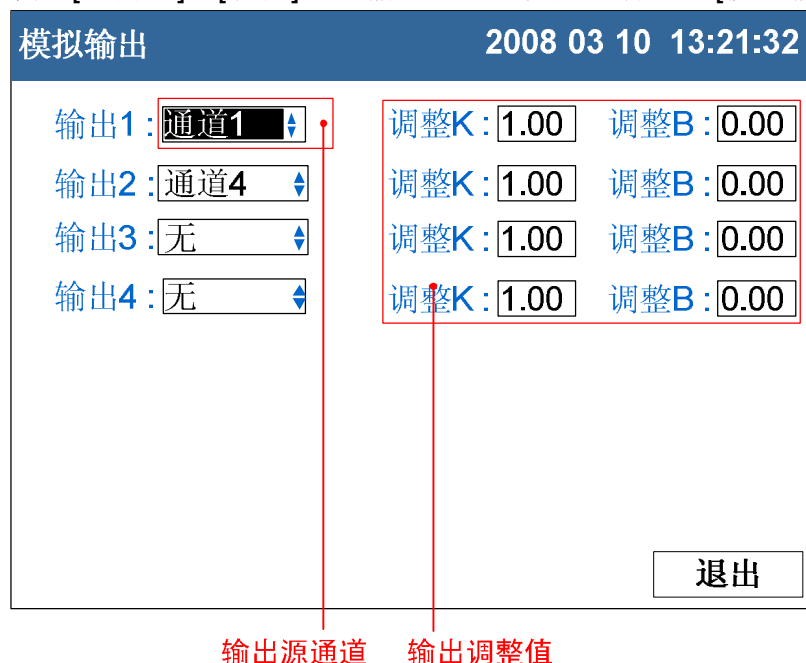 模拟输出 2008 03 10 13:21:32
输出1 : 通道1 调整K : 1.00 调整B : 0.00
输出2 : 通道4 调整K : 1.00 调整B : 0.00
输出3 : 无 调整K : 1.00 调整B : 0.00
输出4 : 无 调整K : 1.00 调整B : 0.00
退出
输出源通道 输出调整值